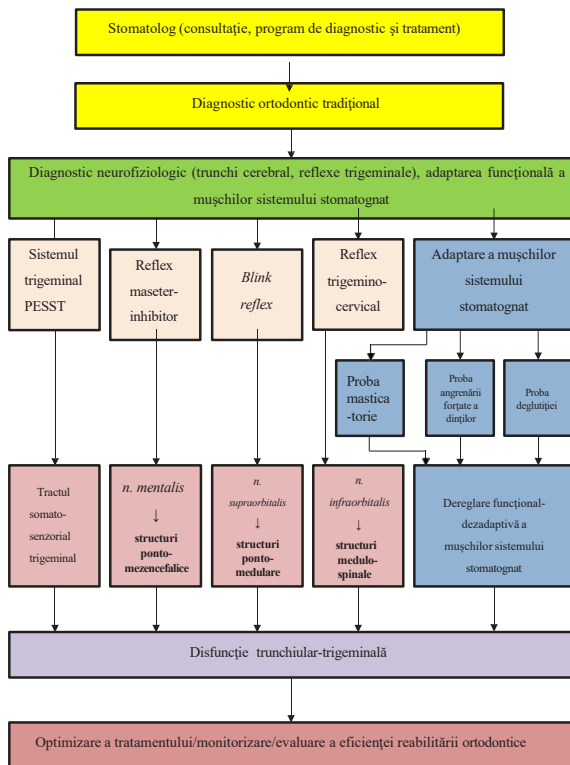 Stomatolog (consultație, program de diagnostic și tratament)
Diagnostic ortodontic tradițional
Diagnostic neurofiziologic (trunchi cerebral, reflexe trigeminale), adaptarea funcțională a
mușchilor sistemului stomatognat
Sistemul
trigeminal
PESST
Reflex
maseter-
inhibitor
Blink
reflex
Reflex
trigemino-
cervical
Adaptare a mușchilor
sistemului
stomatognat
Proba
mastica
-torie
Proba
angrenării
forțate a
dinților
Proba
deglutiției
Tractul
somato-
senzorial
trigeminal
n. mentalis
↓
structuri
ponto-
mezencefalice
n.
supraorbitalis
↓
structuri
ponto-
medulare
n.
infraorbitalis
↓
structuri
medulo-
spinale
Dereglare funcțional-
dezadaptivă a
mușchilor sistemului
stomatognat
Disfuncție trunchiular-trigeminală
Optimizare a tratamentului/monitorizare/evaluare a eficienței reabilitării ortodontice